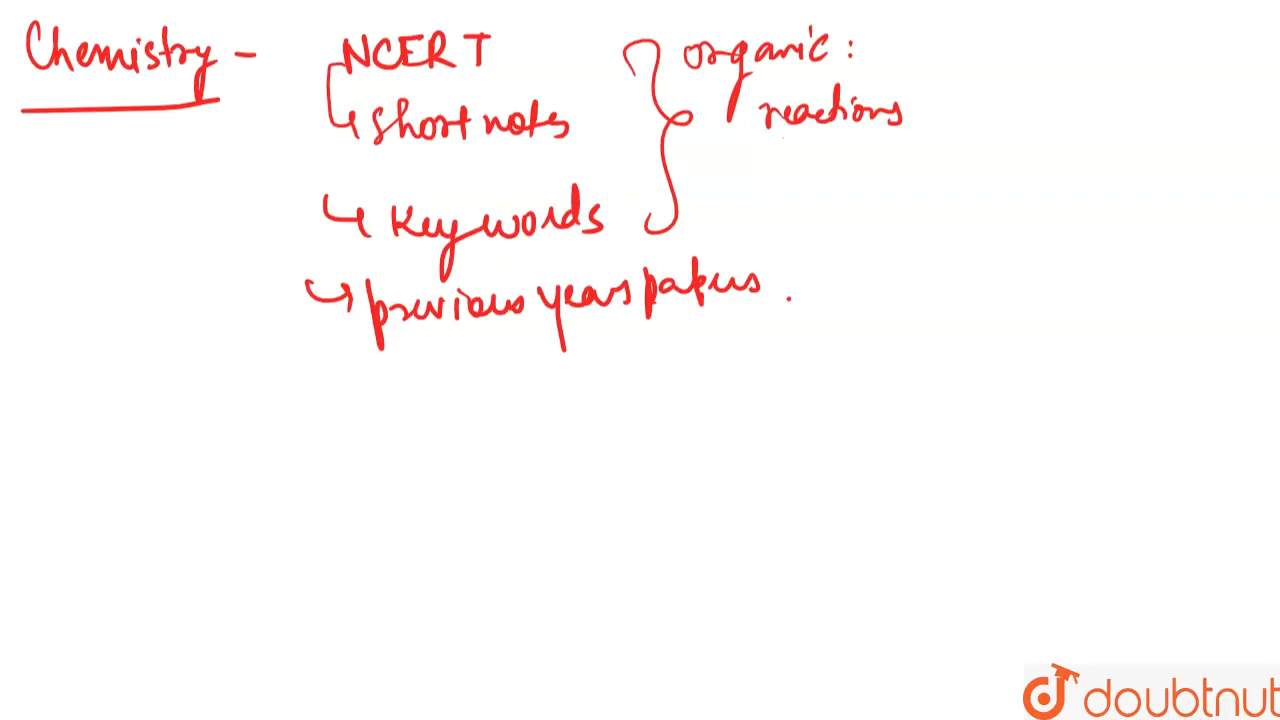 Chemistry - NCERT } organic :
↳ short notes reactions
↳ Key words
↳ previous years papers .
doubtnut